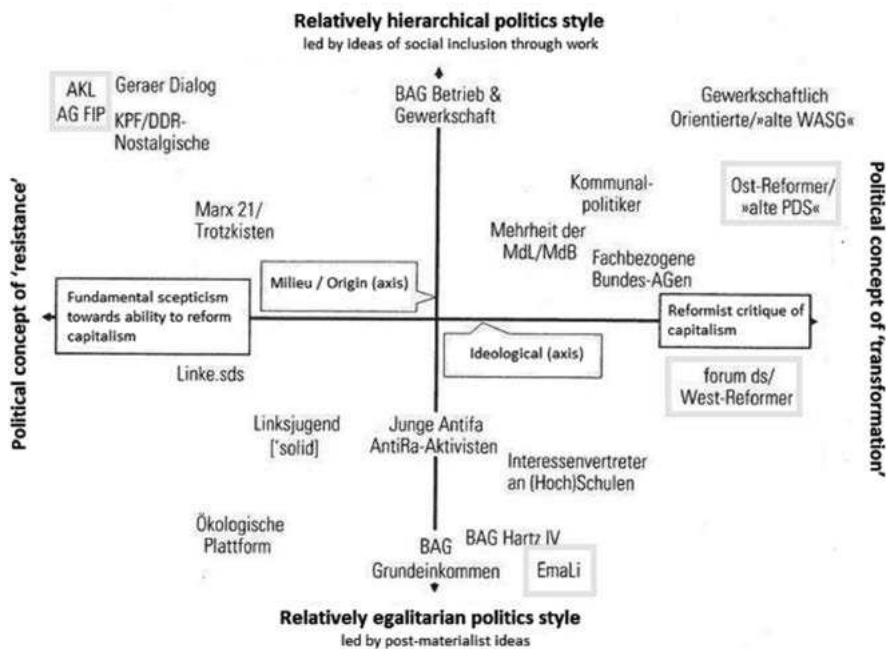 Relatively hierarchical politics style
led by ideas of social inclusion through work
AKL
AG FIP
Geraer Dialog
KPF/DDR-
Nostalgische
BAG Betrieb &
Gewerkschaft
Gewerkschaftlich
Orientierte/»alte WASG«
Ost-Reformer/
»alte PDS«
Kommunal-
politiker
Mehrheit der
MdL/MdB
Fachbezogene
Bundes-AGen
Marx 21/
Trotzkisten
Political concept of 'resistance'
Political concept of 'transformation'
Milieu / Origin (axis)
Fundamental scepticism
towards ability to reform
capitalism
Reformist critique of
capitalism
Ideological (axis)
Linke.sds
forum ds/
West-Reformer
Linksjugend
['solid]
Junge Antifa
AntiRa-Aktivisten
Interessenvertreter
an (Hoch)Schulen
Ökologische
Plattform
BAG Hartz IV
BAG
Grundeinkommen
EmaLi
Relatively egalitarian politics style
led by post-materialist ideas